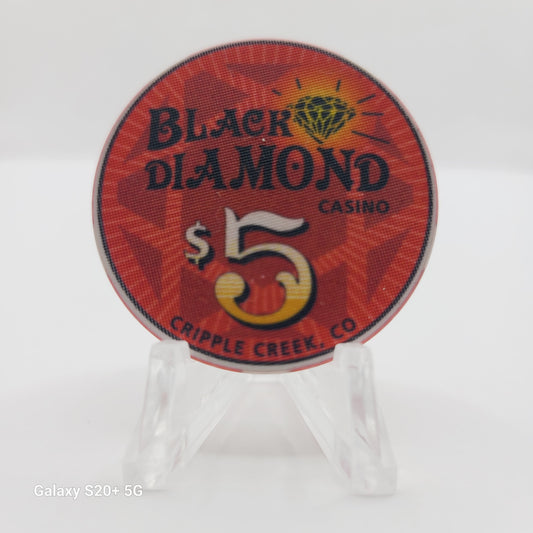 BLACK
DIAMOND
CASINO
$5
CRIPPLE CREEK, CO
Galaxy S20+ 5G